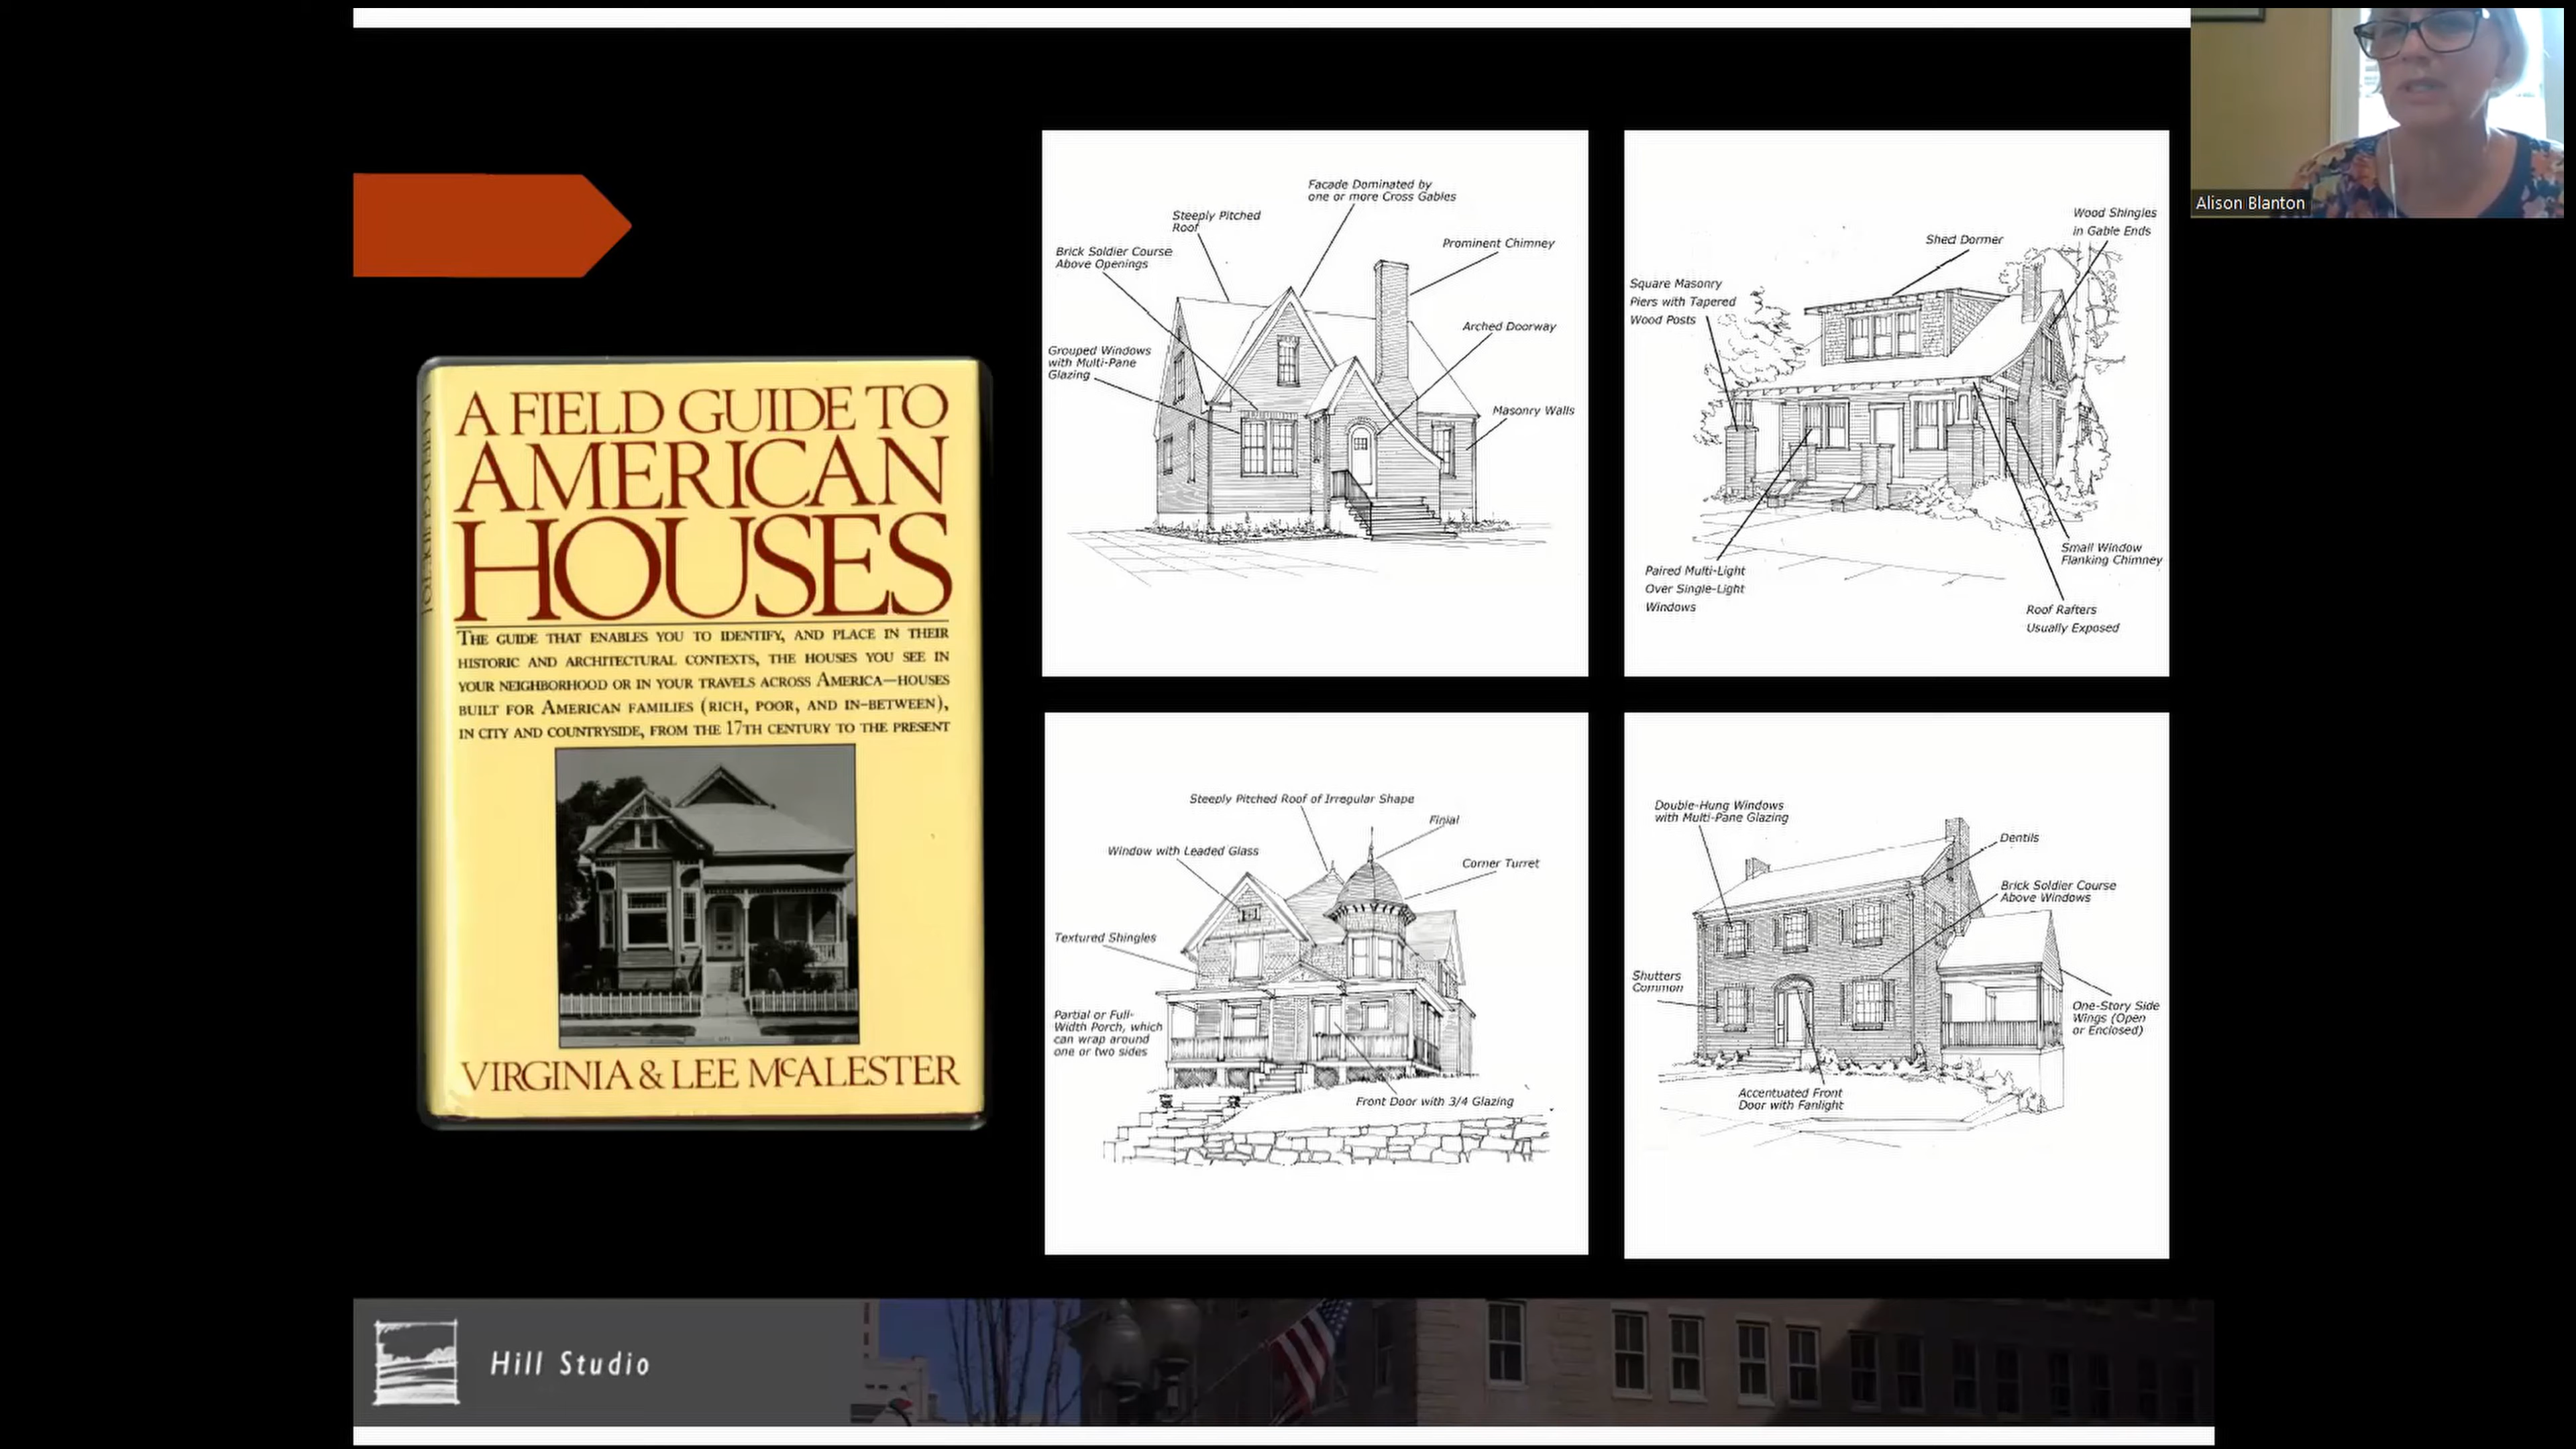 Alison Blanton
A FIELD GUIDE TO
AMERICAN
HOUSES
THE GUIDE THAT ENABLES YOU TO IDENTIFY, AND PLACE IN THEIR
HISTORIC AND ARCHITECTURAL CONTEXTS, THE HOUSES YOU SEE IN
YOUR NEIGHBORHOOD OR IN YOUR TRAVELS ACROSS AMERICA—HOUSES
BUILT FOR AMERICAN FAMILIES (RICH, POOR, AND IN-BETWEEN),
IN CITY AND COUNTRYSIDE, FROM THE 17TH CENTURY TO THE PRESENT
VIRGINIA & LEE McALESTER
Facade Dominated by
one or more Cross Gables
Steeply Pitched
Roof
Prominent Chimney
Brick Soldier Course
Above Openings
Arched Doorway
Grouped Windows
with Multi-Pane
Glazing
Masonry Walls
Wood Shingles
in Gable Ends
Shed Dormer
Square Masonry
Piers with Tapered
Wood Posts
Small Window
Flanking Chimney
Paired Multi-Light
Over Single-Light
Windows
Roof Rafters
Usually Exposed
Steeply Pitched Roof of Irregular Shape
Finial
Window with Leaded Glass
Corner Turret
Textured Shingles
Partial or Full-
Width Porch, which
can wrap around
one or two sides
Front Door with 3/4 Glazing
Double-Hung Windows
with Multi-Pane Glazing
Dentils
Brick Soldier Course
Above Windows
Shutters
Common
One-Story Side
Wings (Open
or Enclosed)
Accentuated Front
Door with Fanlight
Hill Studio